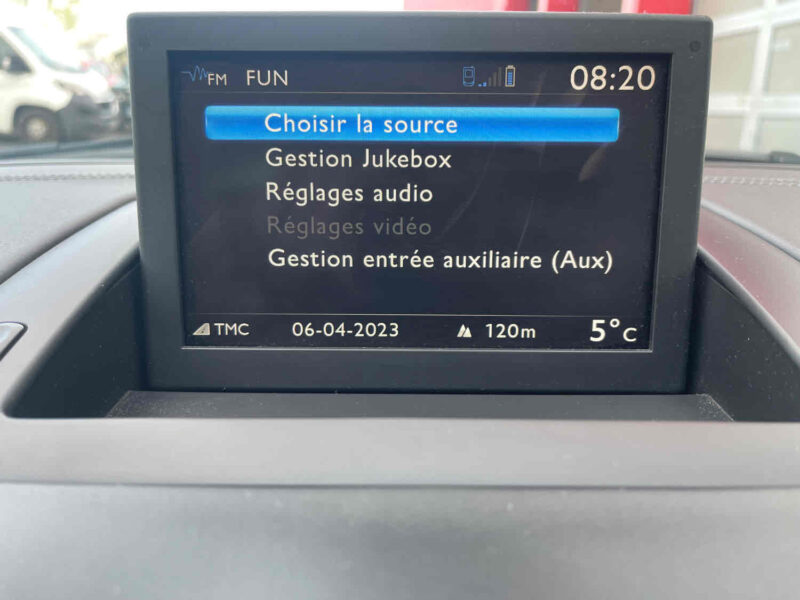 FM FUN 08:20
Choisir la source
Gestion Jukebox
Réglages audio
Réglages vidéo
Gestion entrée auxiliaire (Aux)
TMC 06-04-2023 120m 5°C